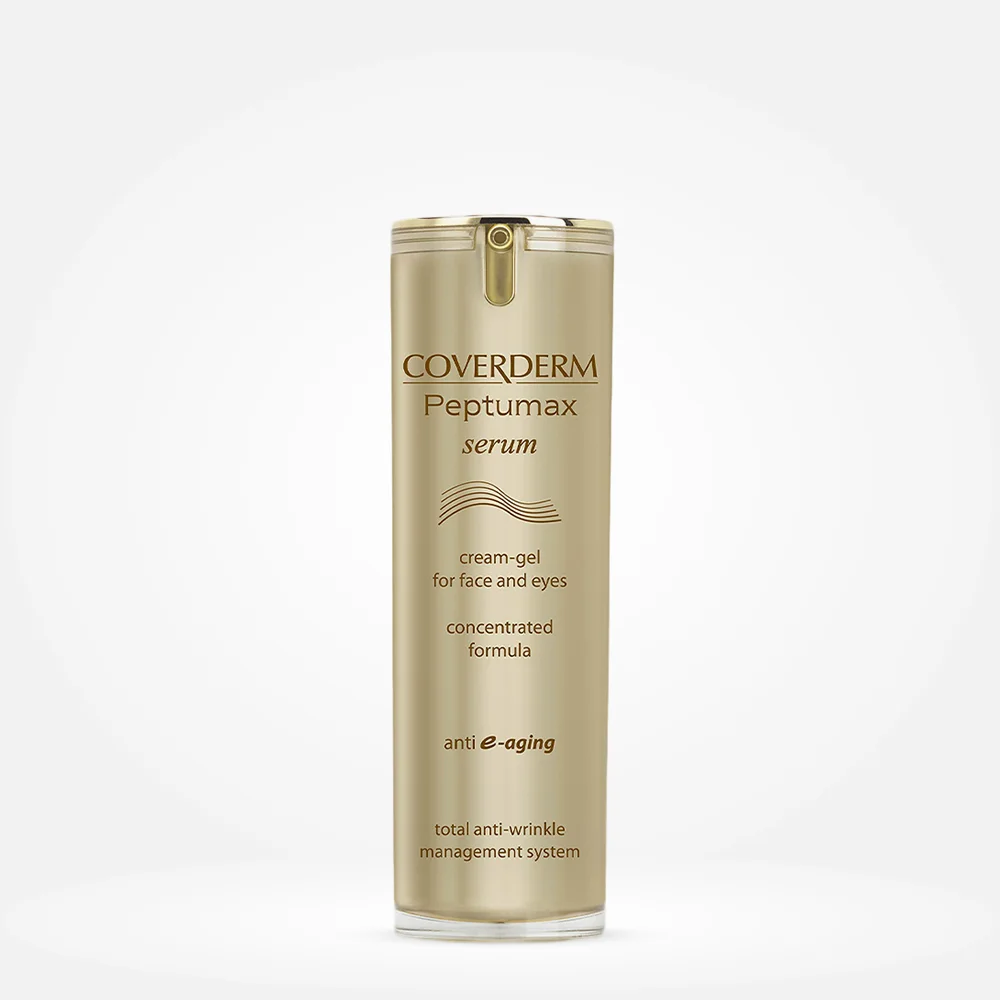 COVERDERM
Peptumax
serum
cream-gel
for face and eyes
concentrated
formula
anti e-aging
total anti-wrinkle
management system